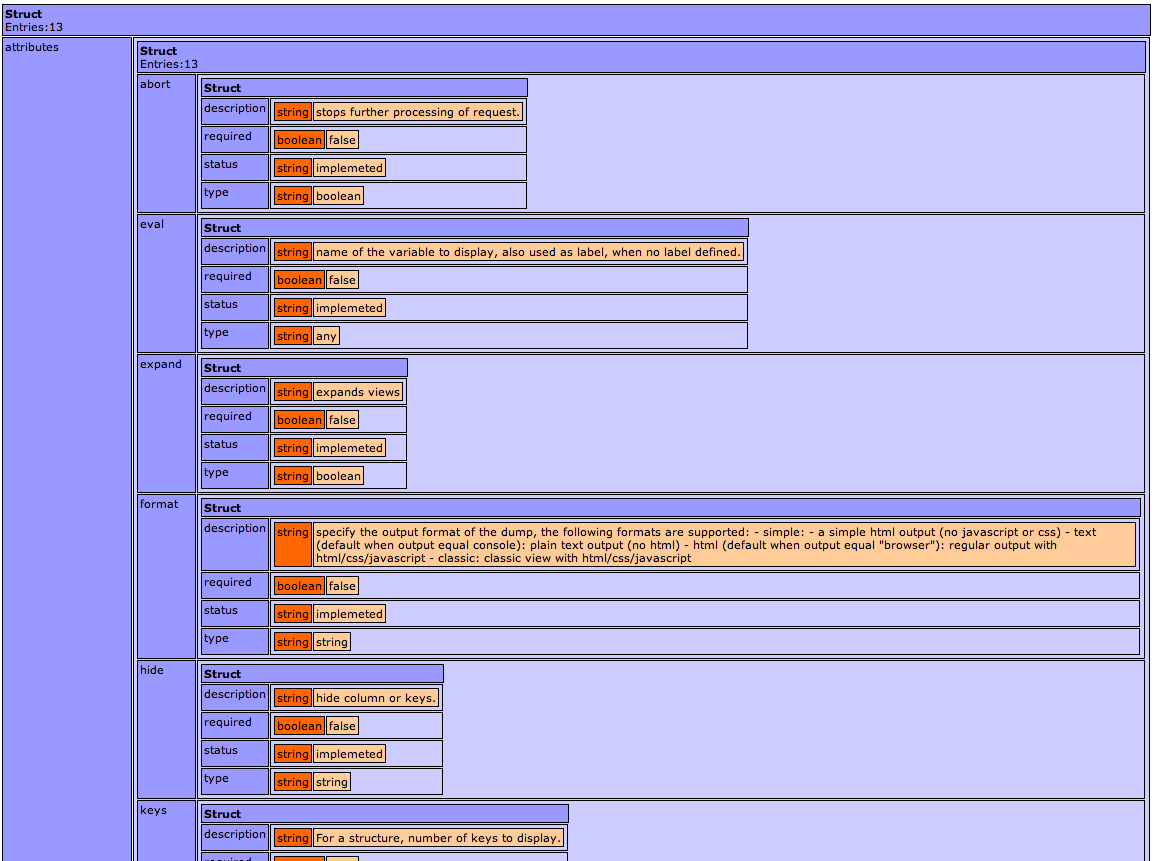 Struct
Entries:13
attributes
Struct
Entries:13
abort
Struct
description string stops further processing of request.
required boolean false
status string implemeted
type string boolean
eval
Struct
description string name of the variable to display, also used as label, when no label defined.
required boolean false
status string implemeted
type string any
expand
Struct
description string expands views
required boolean false
status string implemeted
type string boolean
format
Struct
description string specify the output format of the dump, the following formats are supported: - simple: - a simple html output (no javascript or css) - text
(default when output equal console): plain text output (no html) - html (default when output equal "browser"): regular output with
html/css/javascript - classic: classic view with html/css/javascript
required boolean false
status string implemeted
type string string
hide
Struct
description string hide column or keys.
required boolean false
status string implemeted
type string string
keys
Struct
description string For a structure, number of keys to display.